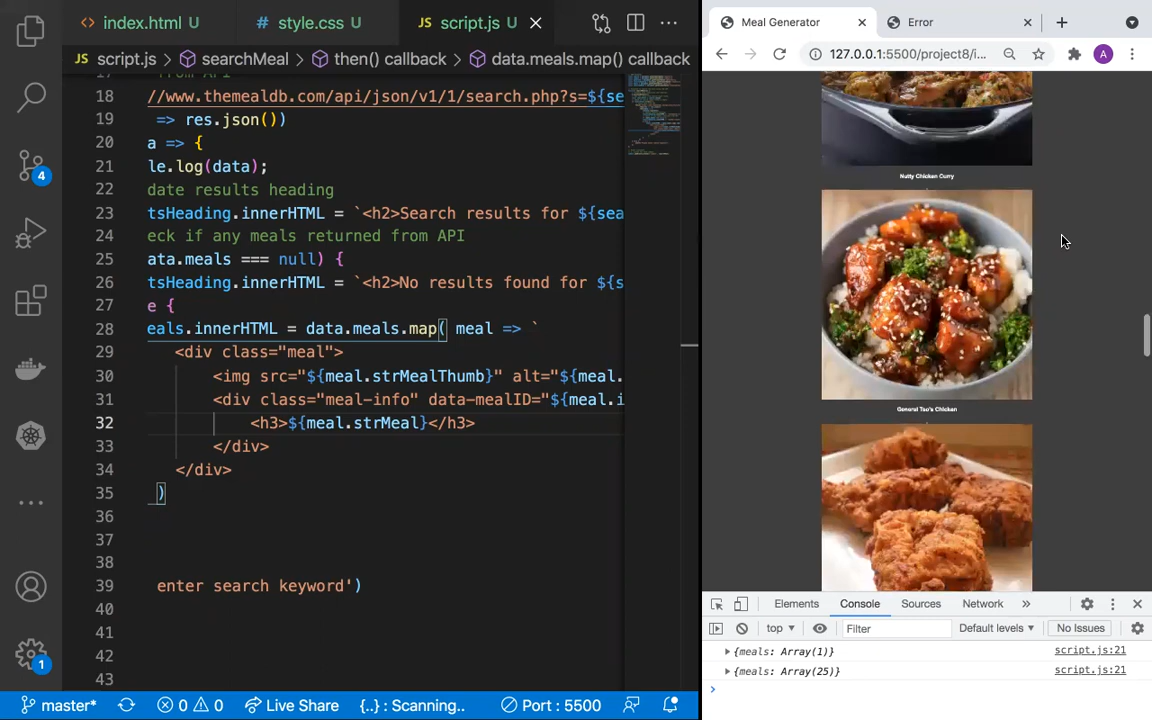 index.html U
# style.css U
JS script.js U
JS script.js > searchMeal > then() callback > data.meals.map() callback
18 //www.themealdb.com/api/json/v1/1/search.php?s=${se
19 => res.json())
20 a => {
21 le.log(data);
22 date results heading
23 tsHeading.innerHTML = `<h2>Search results for ${sea
24 eck if any meals returned from API
25 ata.meals === null) {
26 tsHeading.innerHTML = `<h2>No results found for ${s
27 e {
28 eals.innerHTML = data.meals.map( meal => `
29 <div class="meal">
30 <img src="${meal.strMealThumb}" alt="${meal.
31 <div class="meal-info" data-mealID="${meal.i
32 <h3>${meal.strMeal}</h3>
33 </div>
34 </div>
35 )
36
37
38
39 enter search keyword')
40
41
42
43
4
1
master*
0 0
Live Share
{..} : Scanning..
Port : 5500
Meal Generator
Error
127.0.0.1:5500/project8/i...
A
Nutty Chicken Curry
General Tso's Chicken
Elements Console Sources Network »
top Filter Default levels No Issues
{meals: Array(1)} script.js:21
{meals: Array(25)} script.js:21